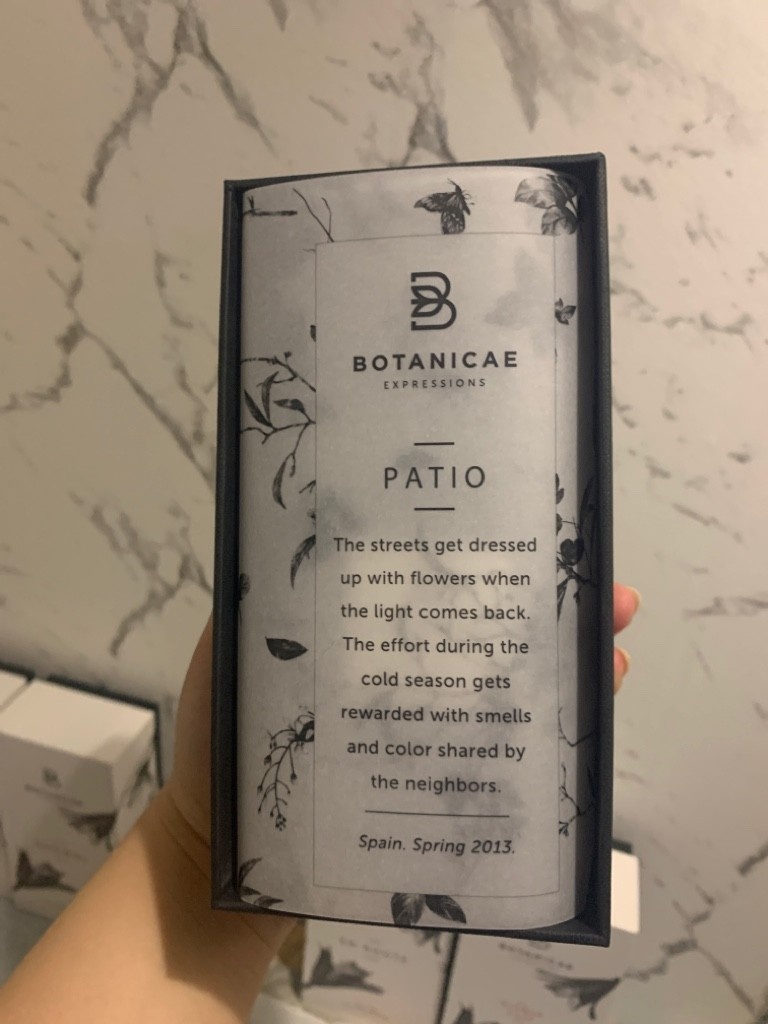 B
BOTANICAE
EXPRESSIONS
PATIO
The streets get dressed
up with flowers when
the light comes back.
The effort during the
cold season gets
rewarded with smells
and color shared by
the neighbors.
Spain. Spring 2013.
BOTANICAE